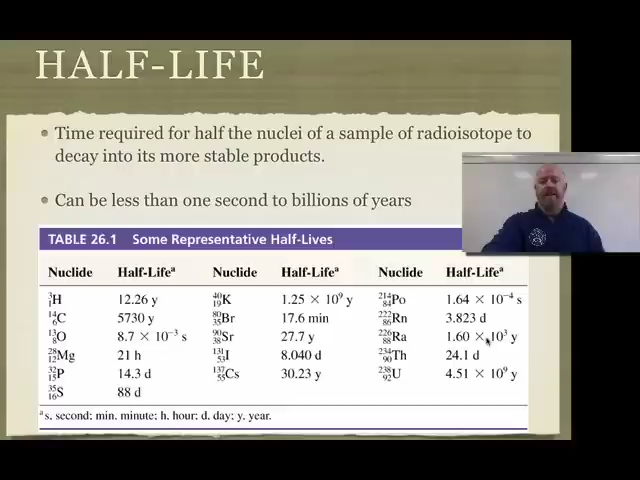 HALF-LIFE
• Time required for half the nuclei of a sample of radioisotope to
decay into its more stable products.
• Can be less than one second to billions of years
TABLE 26.1 Some Representative Half-Lives
Nuclide Half-Lifeᵃ Nuclide Half-Lifeᵃ Nuclide Half-Lifeᵃ
³₁H 12.26 y ⁴⁰₁₉K 1.25 × 10⁹ y ²¹⁴₈₄Po 1.64 × 10⁻⁴ s
¹⁴₆C 5730 y ⁸⁰₃₅Br 17.6 min ²²²₈₆Rn 3.823 d
¹³₈O 8.7 × 10⁻³ s ⁹⁰₃₈Sr 27.7 y ²²⁶₈₈Ra 1.60 × 10³ y
²⁸₁₂Mg 21 h ¹³¹₅₃I 8.040 d ²³⁴₉₀Th 24.1 d
³²₁₅P 14.3 d ¹³⁷₅₅Cs 30.23 y ²³⁸₉₂U 4.51 × 10⁹ y
³⁵₁₆S 88 d
ᵃs, second; min, minute; h, hour; d, day; y, year.